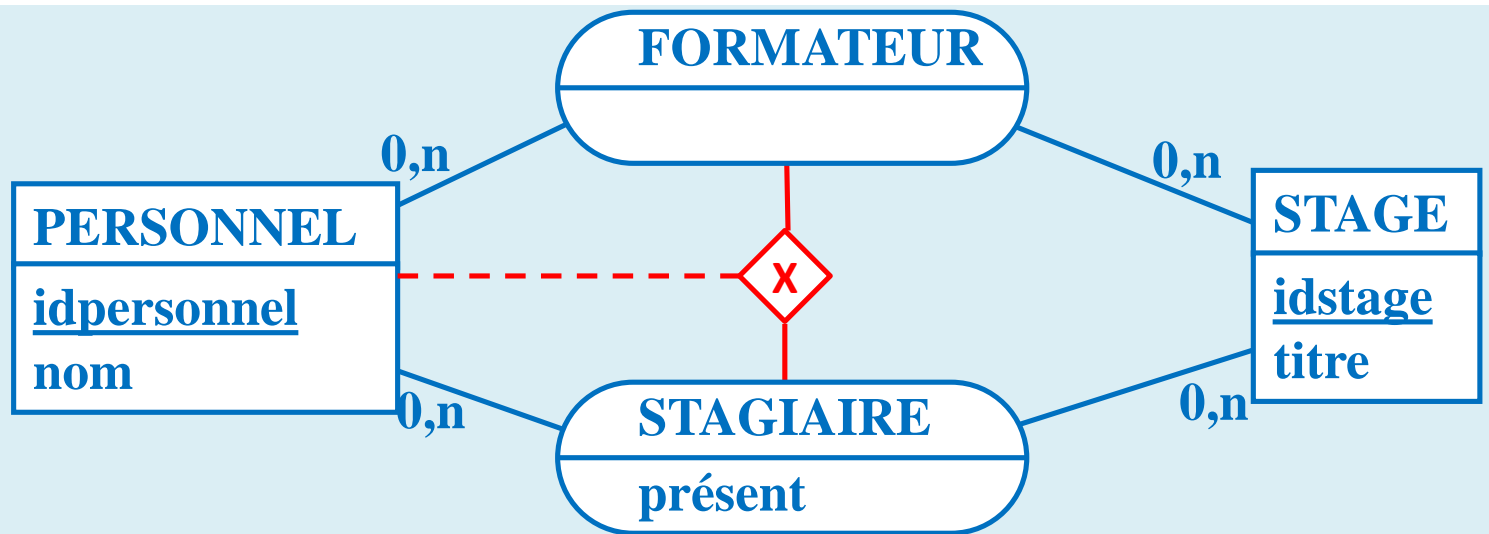 FORMATEUR
0,n
0,n
PERSONNEL
idpersonnel
nom
X
STAGE
idstage
titre
0,n
0,n
STAGIAIRE
présent